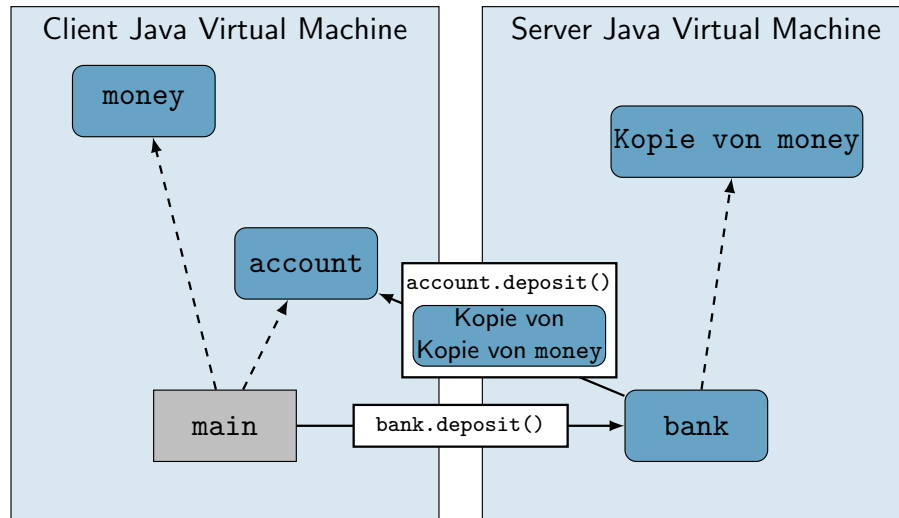 Client Java Virtual Machine
Server Java Virtual Machine
money
Kopie von money
account
account.deposit()
Kopie von
Kopie von money
main
bank.deposit()
bank